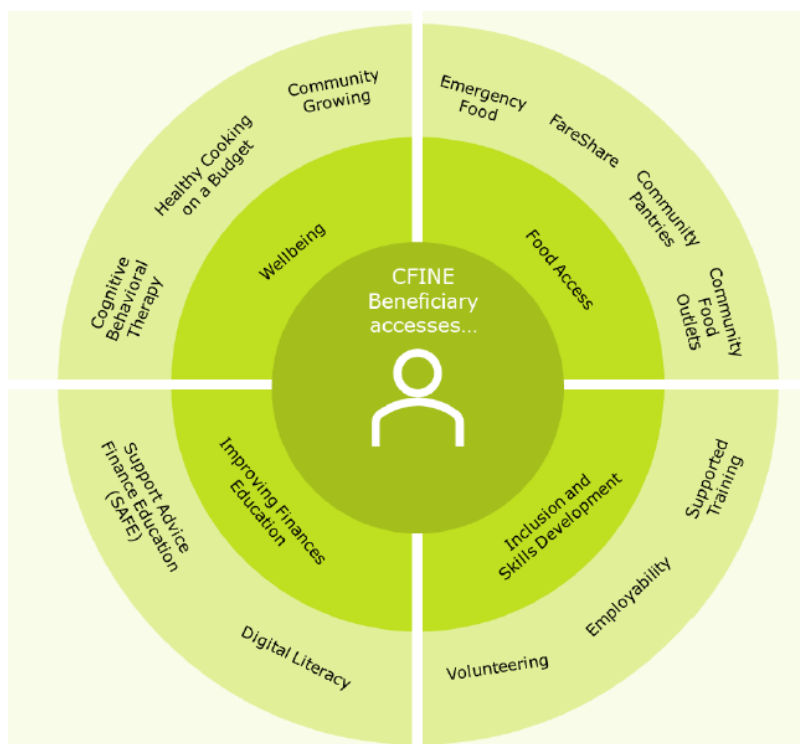 CFINE
Beneficiary
accesses...
Wellbeing
Community
Growing
Healthy Cooking
on a Budget
Cognitive
Behavioral
Therapy
Food Access
Emergency
Food
FareShare
Community
Pantries
Community
Food
Outlets
Improving Finances
Education
Support Advice
Finance Education
(SAFE)
Digital Literacy
Inclusion and
Skills Development
Supported
Training
Employability
Volunteering